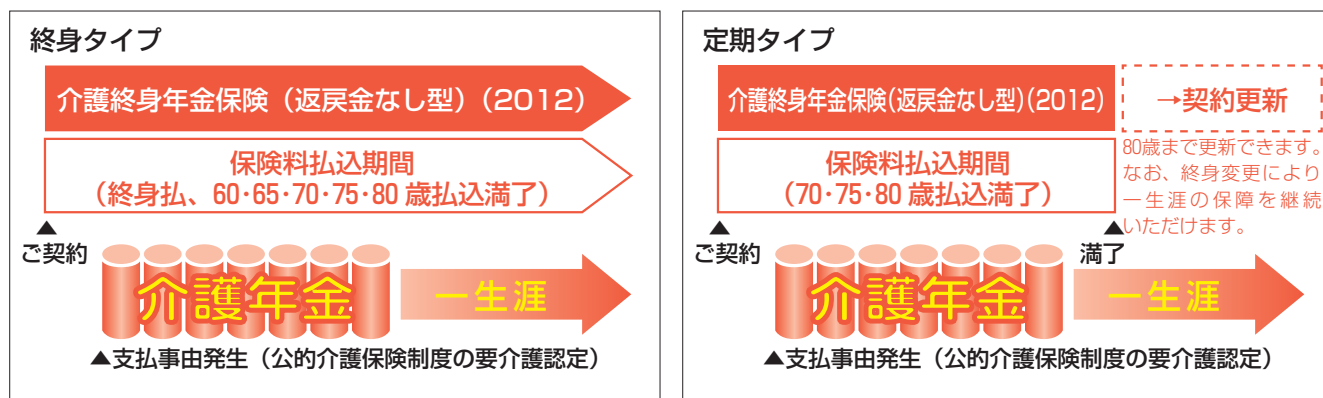 終身タイプ
介護終身年金保険（返戻金なし型）（2012）
保険料払込期間
（終身払、60・65・70・75・80 歳払込満了）
▲
ご契約
介護年金
一生涯
▲支払事由発生（公的介護保険制度の要介護認定）
定期タイプ
介護終身年金保険(返戻金なし型)(2012)
→契約更新
保険料払込期間
（70・75・80 歳払込満了）
80歳まで更新できます。
なお、終身変更により
一生涯の保障を継続
いただけます。
▲
ご契約
▲
満了
介護年金
一生涯
▲支払事由発生（公的介護保険制度の要介護認定）